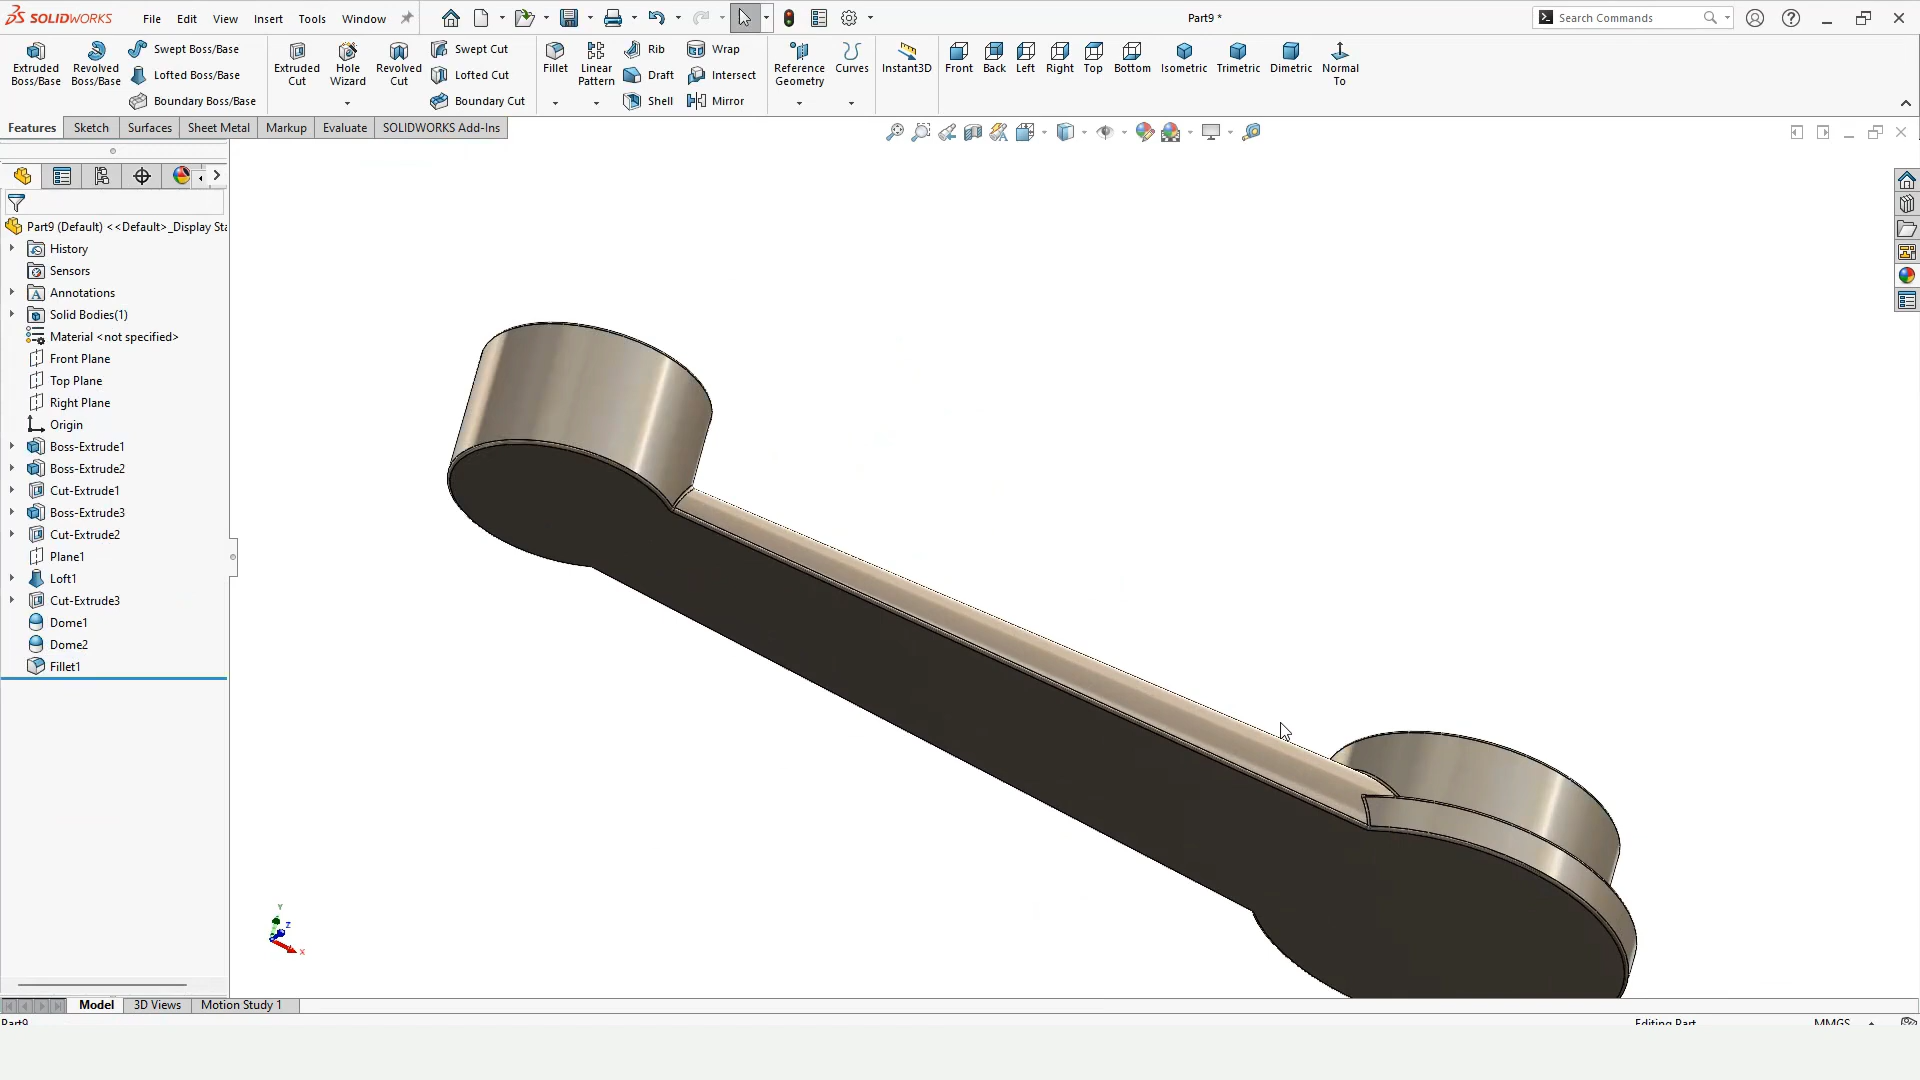 SOLIDWORKS File Edit View Insert Tools Window Part9 * Search Commands
Extruded Boss/Base
Revolved Boss/Base
Swept Boss/Base
Lofted Boss/Base
Boundary Boss/Base
Extruded Cut
Hole Wizard
Revolved Cut
Swept Cut
Lofted Cut
Boundary Cut
Fillet
Linear Pattern
Rib
Draft
Shell
Wrap
Intersect
Mirror
Reference Geometry
Curves
Instant3D
Front Back Left Right Top Bottom Isometric Trimetric Dimetric Normal To
Features Sketch Surfaces Sheet Metal Markup Evaluate SOLIDWORKS Add-Ins
Part9 (Default) <<Default>_Display Sta
History
Sensors
Annotations
Solid Bodies(1)
Material <not specified>
Front Plane
Top Plane
Right Plane
Origin
Boss-Extrude1
Boss-Extrude2
Cut-Extrude1
Boss-Extrude3
Cut-Extrude2
Plane1
Loft1
Cut-Extrude3
Dome1
Dome2
Fillet1
Y
Z
X
Model 3D Views Motion Study 1
Part9 Editing Part MMGS